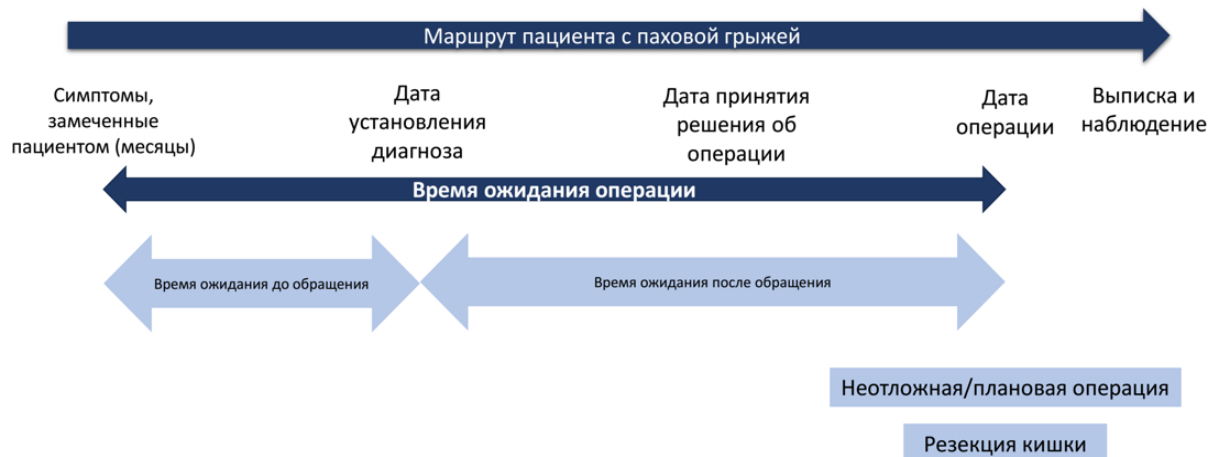 Маршрут пациента с паховой грыжей
Симптомы,
замеченные
пациентом (месяцы)
Дата
установления
диагноза
Дата принятия
решения об
операции
Дата
операции
Выписка и
наблюдение
Время ожидания операции
Время ожидания до обращения
Время ожидания после обращения
Неотложная/плановая операция
Резекция кишки